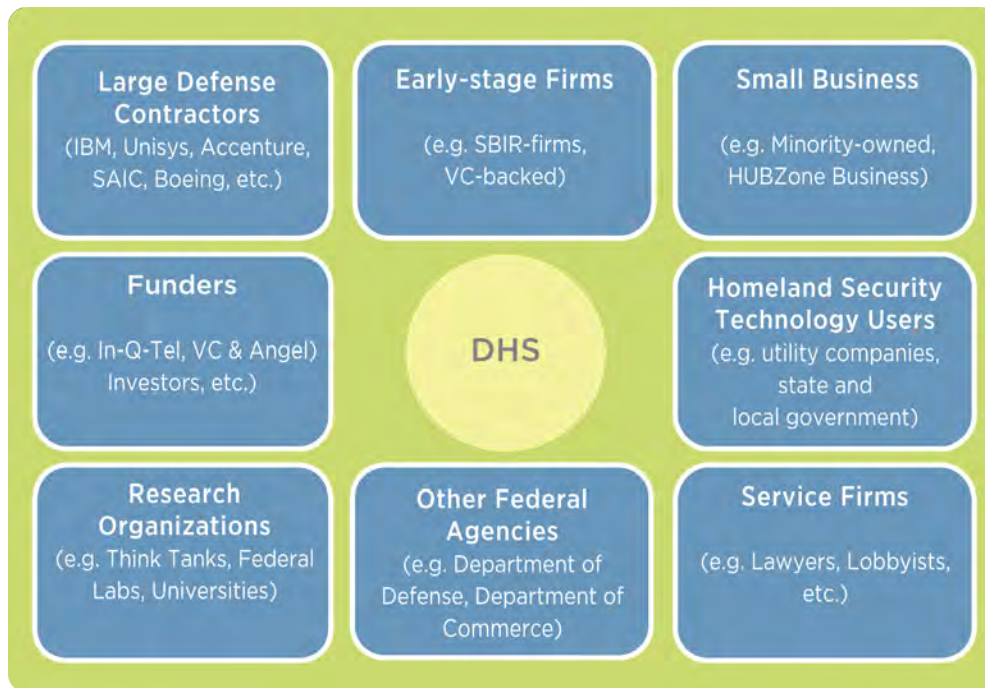 Large Defense
Contractors
(IBM, Unisys, Accenture,
SAIC, Boeing, etc.)
Early-stage Firms
(e.g. SBIR-firms,
VC-backed)
Small Business
(e.g. Minority-owned,
HUBZone Business)
Funders
(e.g. In-Q-Tel, VC & Angel)
Investors, etc.)
DHS
Homeland Security
Technology Users
(e.g. utility companies,
state and
local government)
Research
Organizations
(e.g. Think Tanks, Federal
Labs, Universities)
Other Federal
Agencies
(e.g. Department of
Defense, Department of
Commerce)
Service Firms
(e.g. Lawyers, Lobbyists,
etc.)